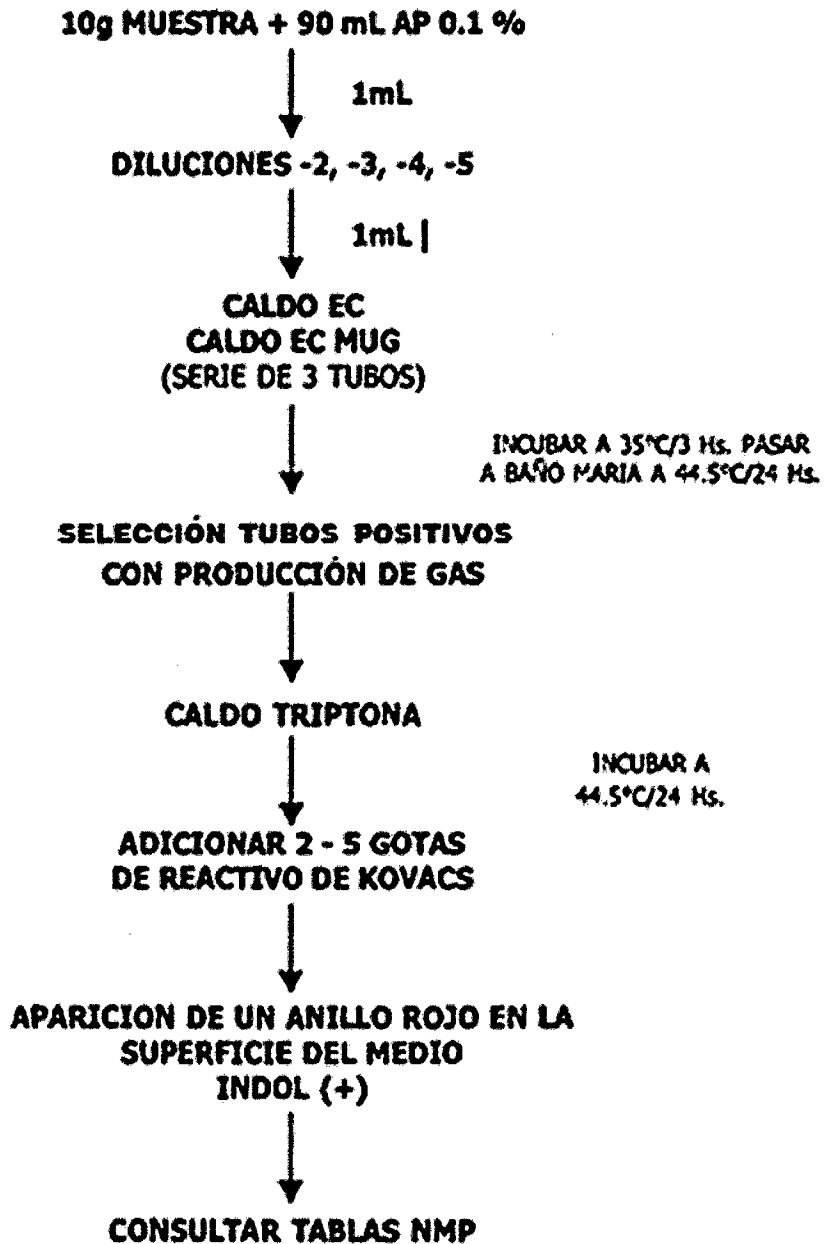 10g MUESTRA + 90 mL AP 0.1 %
1mL
DILUCIONES -2, -3, -4, -5
1mL
CALDO EC
CALDO EC MUG
(SERIE DE 3 TUBOS)
INCUBAR A 35°C/3 Hs. PASAR
A BAÑO MARIA A 44.5°C/24 Hs.
SELECCIÓN TUBOS POSITIVOS
CON PRODUCCIÓN DE GAS
CALDO TRIPTONA
INCUBAR A
44.5°C/24 Hs.
ADICIONAR 2 - 5 GOTAS
DE REACTIVO DE KOVACS
APARICION DE UN ANILLO ROJO EN LA
SUPERFICIE DEL MEDIO
INDOL (+)
CONSULTAR TABLAS NMP